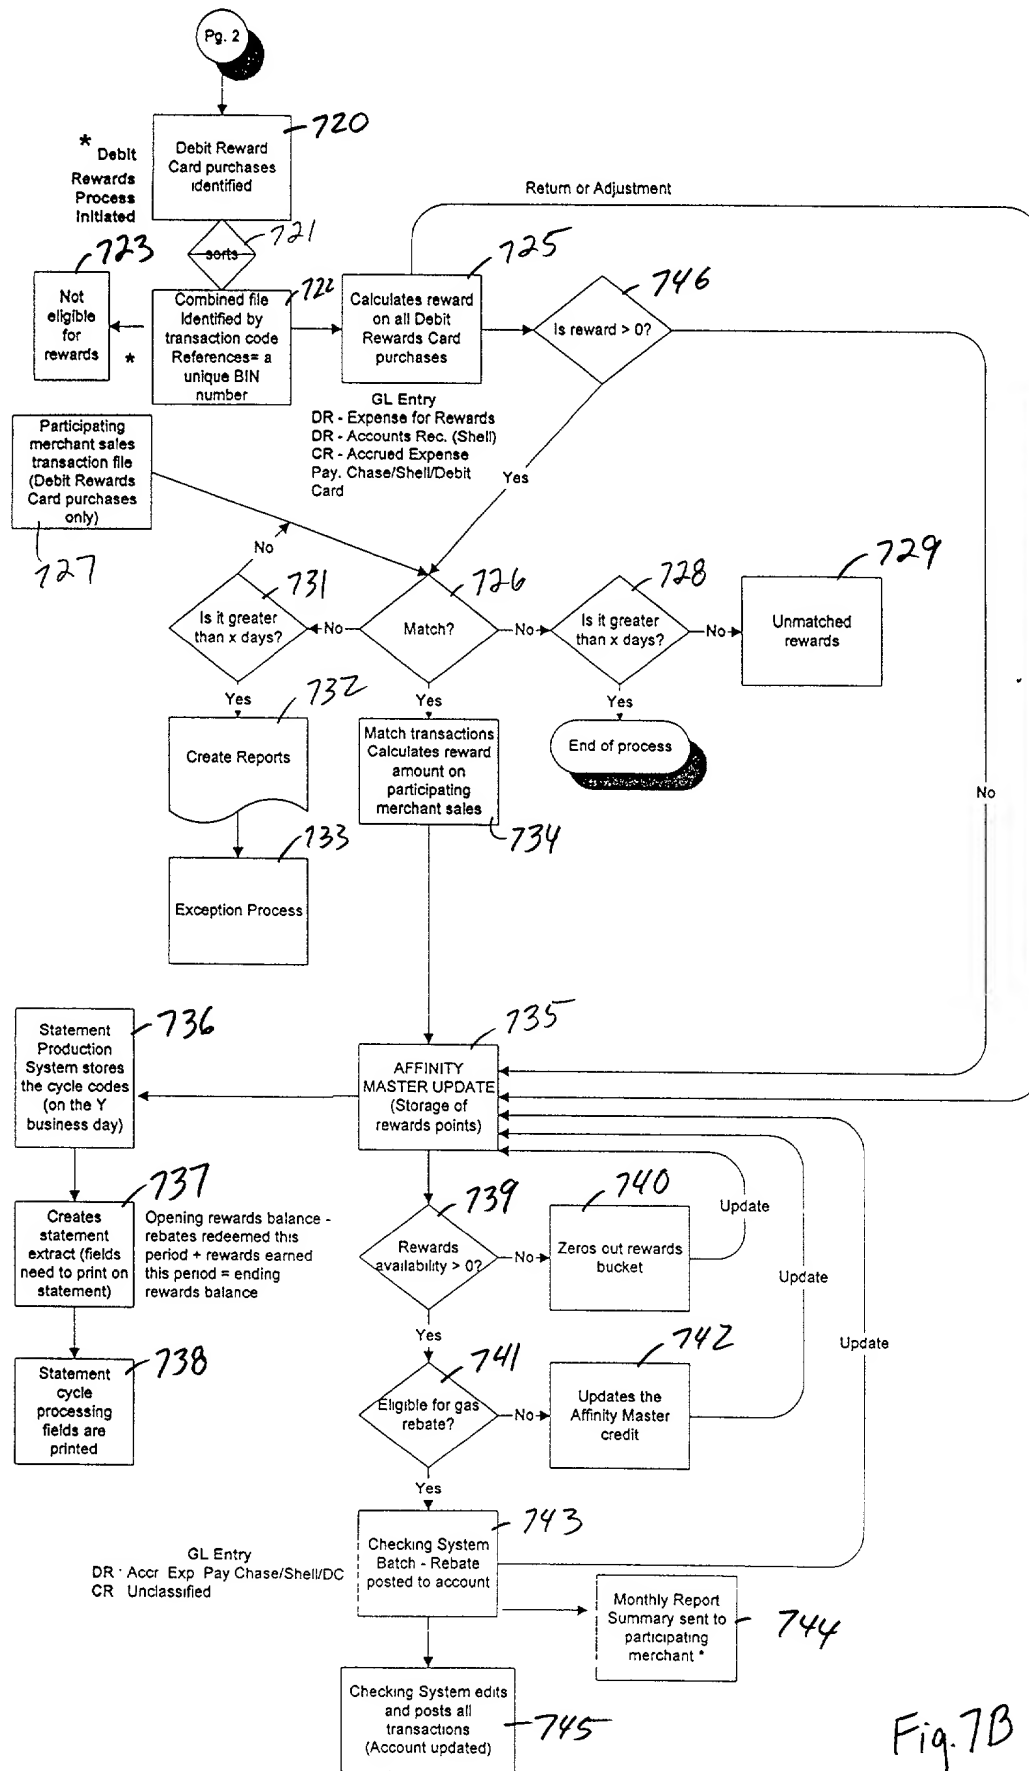 Pg. 2
720
* Debit
Rewards
Process
Initiated
Debit Reward
Card purchases
identified
Return or Adjustment
721
sorts
723
Not
eligible
for
rewards
*
722
Combined file
Identified by
transaction code
References= a
unique BIN
number
725
Calculates reward
on all Debit
Rewards Card
purchases
746
Is reward > 0?
GL Entry
DR - Expense for Rewards
DR - Accounts Rec. (Shell)
CR - Accrued Expense
Pay. Chase/Shell/Debit
Card
Participating
merchant sales
transaction file
(Debit Rewards
Card purchases
only)
727
Yes
No
731
Is it greater
than x days?
No
726
Match?
No
728
Is it greater
than x days?
No
729
Unmatched
rewards
Yes
Yes
Yes
732
Create Reports
Match transactions
Calculates reward
amount on
participating
merchant sales
734
End of process
No
733
Exception Process
736
Statement
Production
System stores
the cycle codes
(on the Y
business day)
735
AFFINITY
MASTER UPDATE
(Storage of
rewards points)
737
Creates
statement
extract (fields
need to print on
statement)
Opening rewards balance -
rebates redeemed this
period + rewards earned
this period = ending
rewards balance
739
Rewards
availability > 0?
No
740
Zeros out rewards
bucket
Update
Update
Update
Yes
738
Statement
cycle
processing
fields are
printed
741
Eligible for gas
rebate?
No
742
Updates the
Affinity Master
credit
Yes
743
Checking System
Batch - Rebate
posted to account
GL Entry
DR · Accr Exp Pay Chase/Shell/DC
CR Unclassified
Monthly Report
Summary sent to
participating
merchant *
744
Checking System edits
and posts all
transactions
(Account updated)
745
Fig. 7B